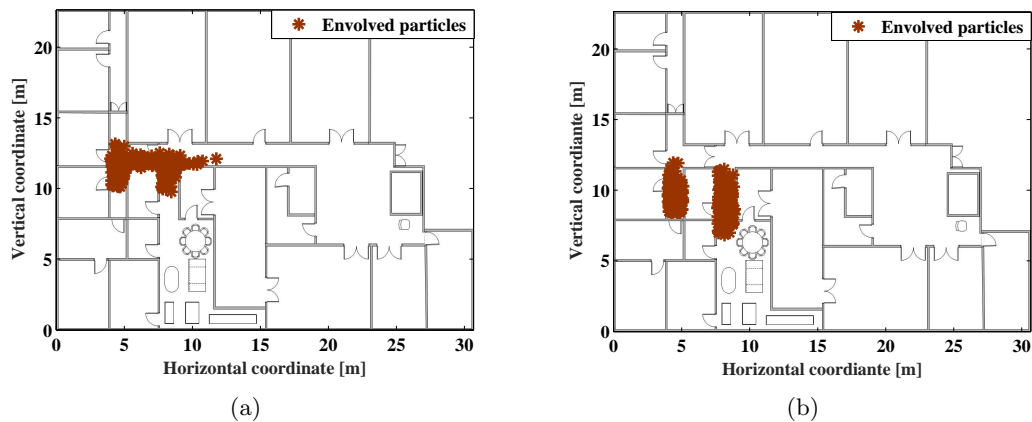 Envolved particles
20
15
10
5
0
0 5 10 15 20 25 30
Vertical coordinate [m]
Horizontal coordinate [m]
(a)
Envolved particles
20
15
10
5
0
0 5 10 15 20 25 30
Vertical coordiante [m]
Horizontal coordiante [m]
(b)